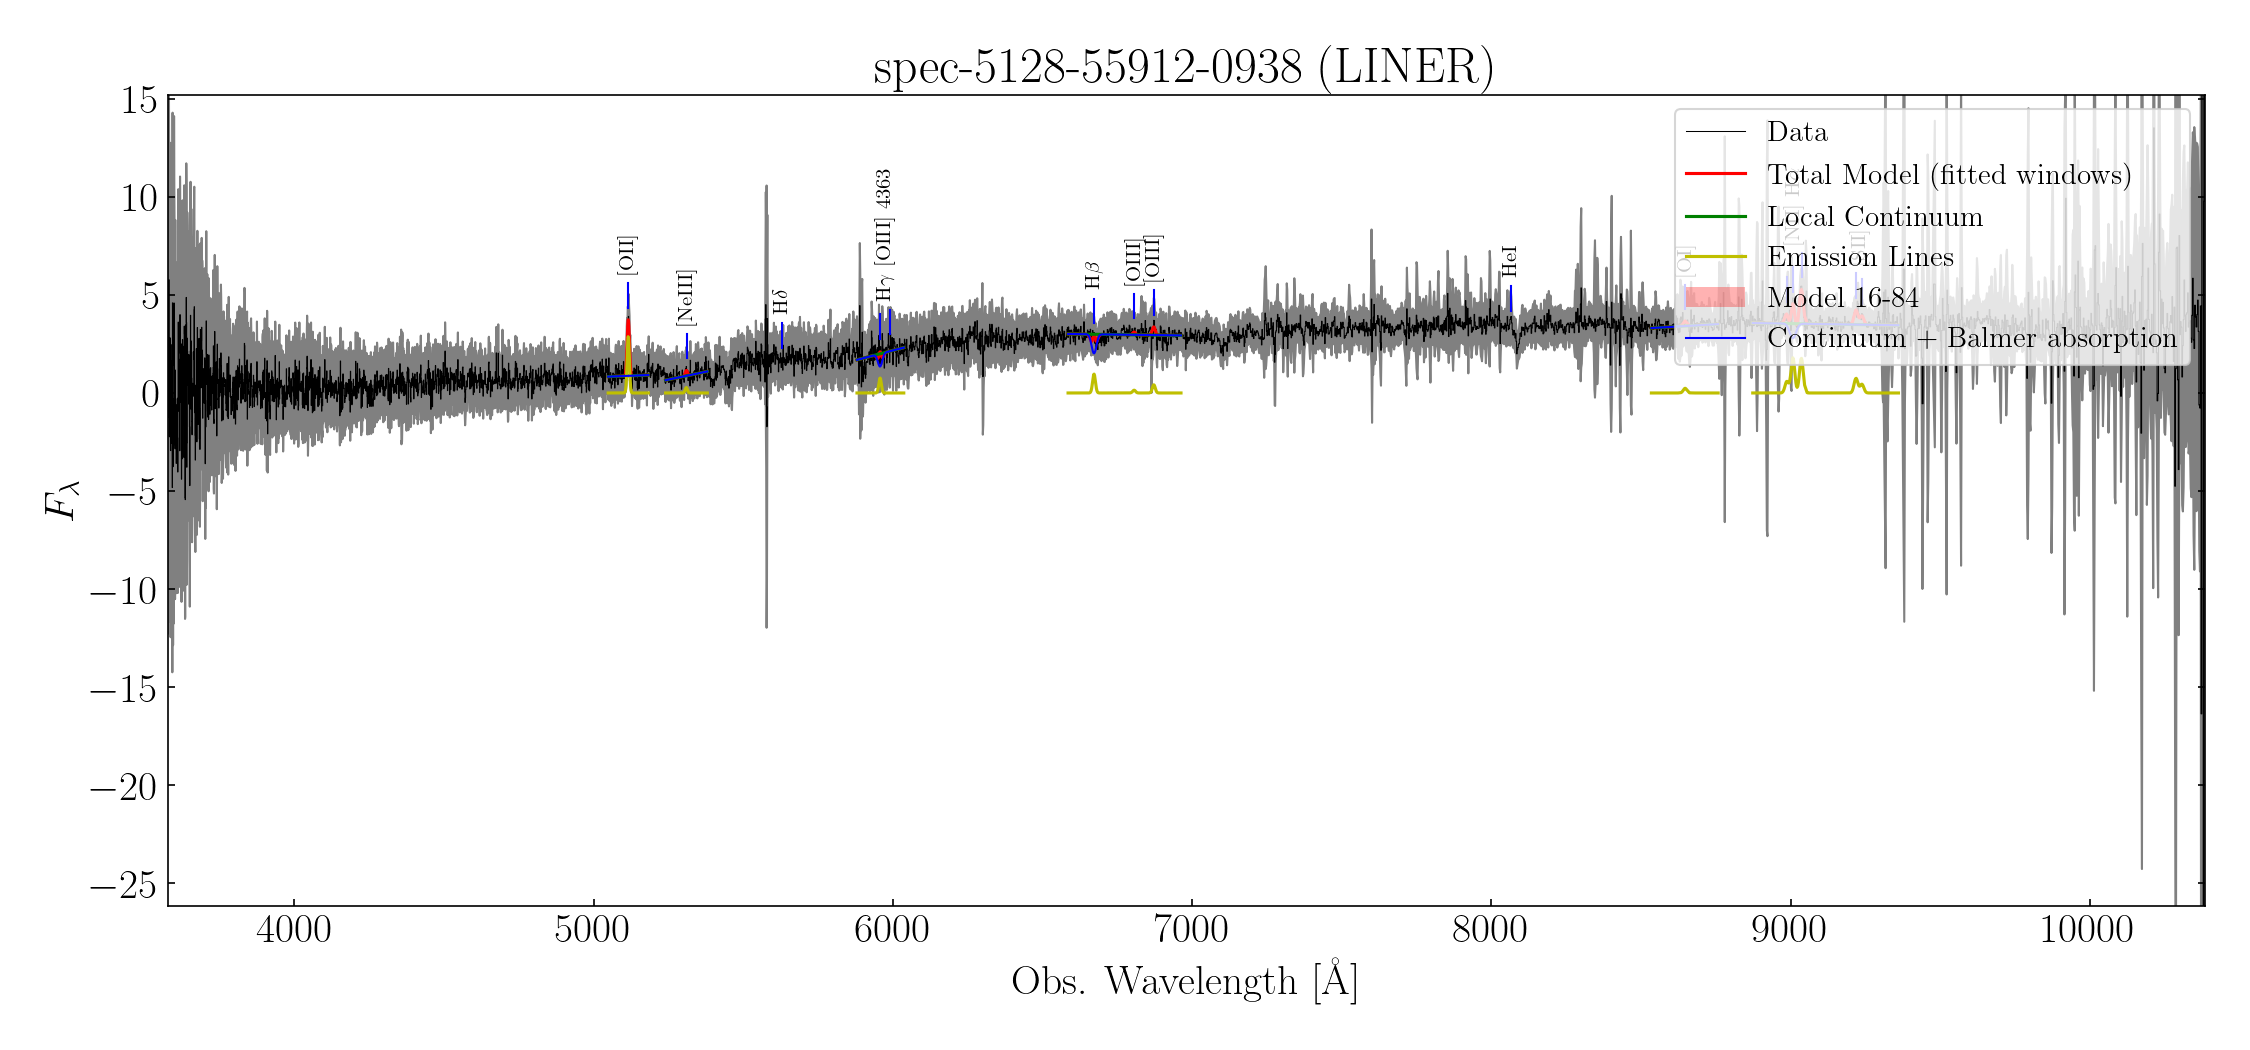 spec-5128-55912-0938 (LINER)
15
10
5
0
−5
−10
−15
−20
−25
F_λ
[OII]
[NeIII]
Hδ
Hγ [OIII] 4363
Hβ
[OIII]
[OIII]
HeI
[OI]
Data
Total Model (fitted windows)
Local Continuum
Emission Lines
Model 16-84
Continuum + Balmer absorption
4000
5000
6000
7000
8000
9000
10000
Obs. Wavelength [Å]